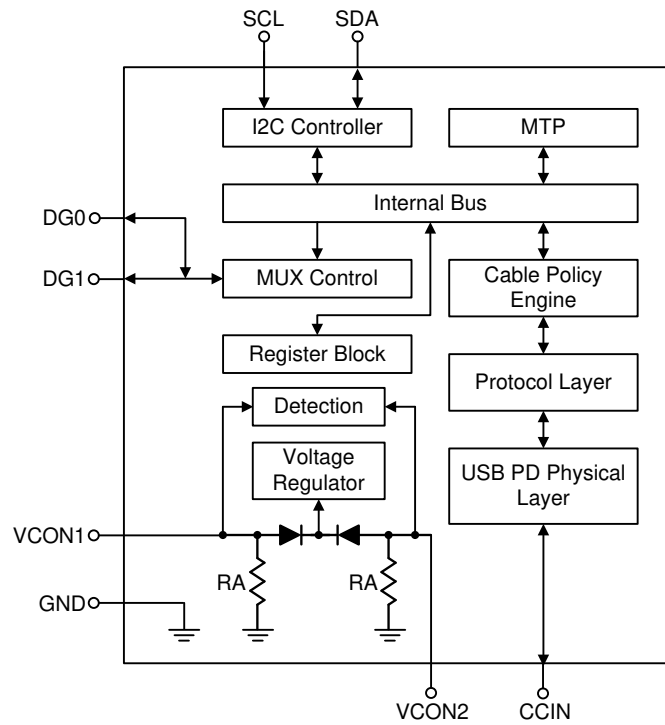 SCL
SDA
I2C Controller
MTP
Internal Bus
DG0
DG1
MUX Control
Cable Policy
Engine
Register Block
Protocol Layer
Detection
Voltage
Regulator
USB PD Physical
Layer
VCON1
RA
RA
GND
VCON2
CCIN